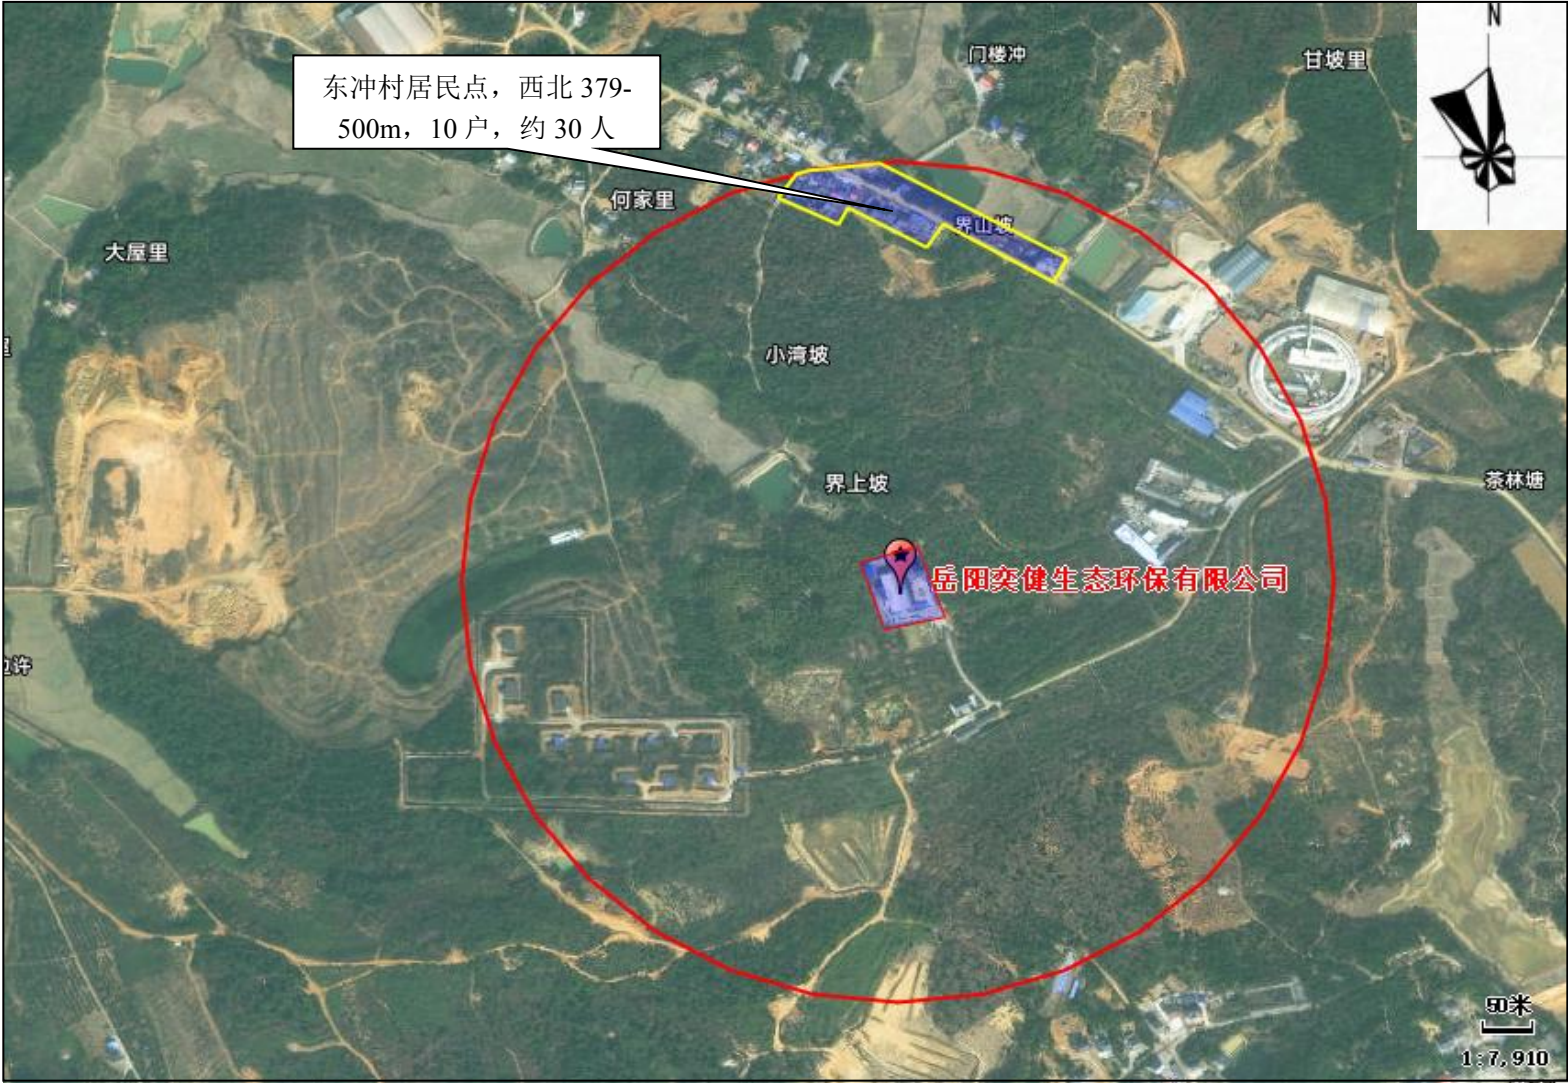 N
门楼冲
甘坡里
东冲村居民点，西北 379-
500m，10 户，约 30 人
何家里
界山坡
大屋里
小湾坡
界上坡
茶林塘
岳阳奕健生态环保有限公司
50米
1:7,910